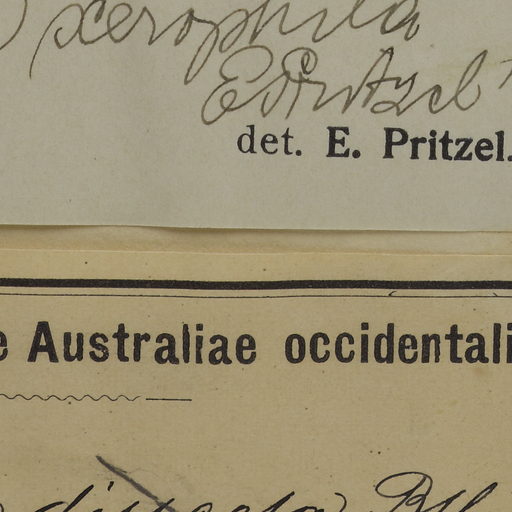 xerophila
E. Pritzel
det. E. Pritzel.
e Australiae occidentali